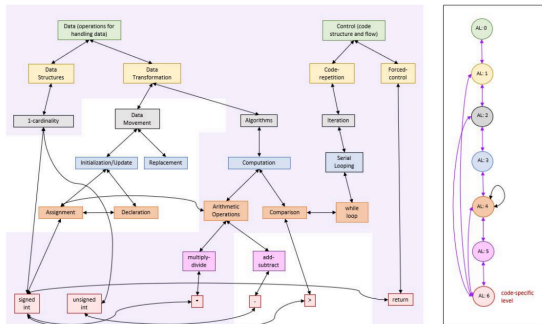 Data (operations for
handling data)
Control (code
structure and flow)
Data
Structures
Data
Transformation
Code-
repetition
Forced-
control
1-cardinality
Data
Movement
Algorithms
Iteration
Initialization/Update
Replacement
Computation
Serial
Looping
Assignment
Declaration
Arithmetic
Operations
Comparison
while
loop
multiply-
divide
add-
subtract
signed
int
unsigned
int
*
-
>
return
AL: 0
AL: 1
AL: 2
AL: 3
AL: 4
AL: 5
AL: 6
code-specific
level